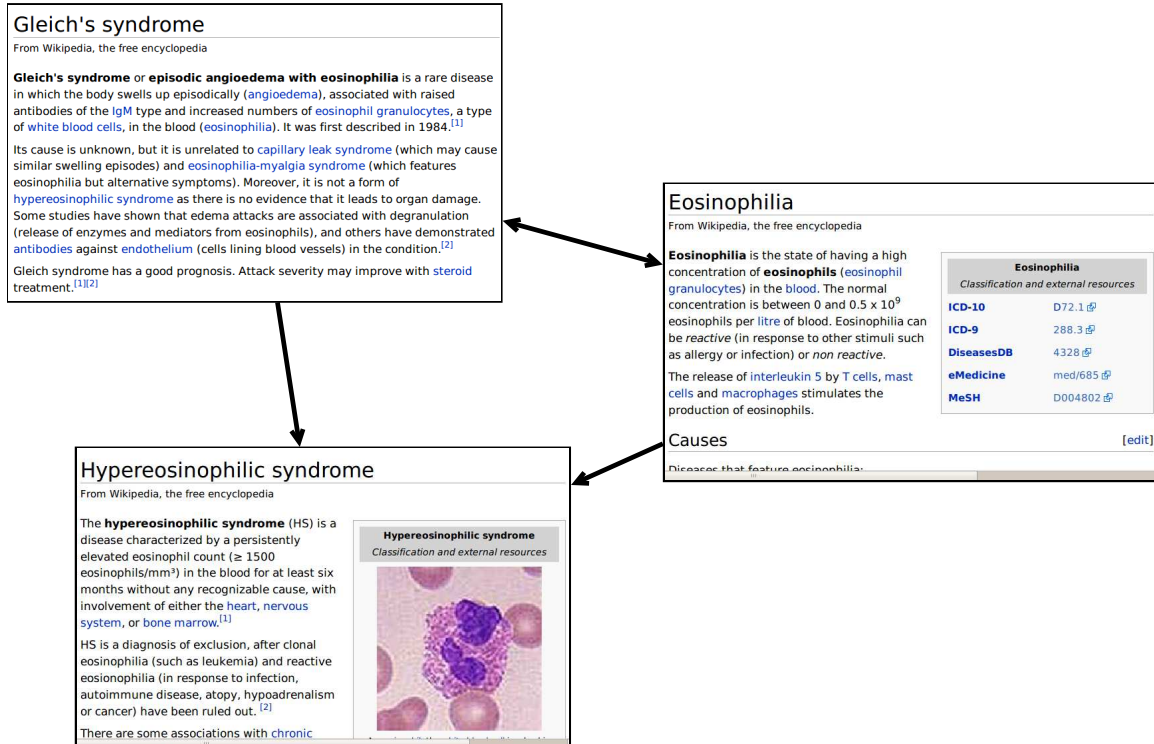 Gleich's syndrome
From Wikipedia, the free encyclopedia
Gleich's syndrome or episodic angioedema with eosinophilia is a rare disease
in which the body swells up episodically (angioedema), associated with raised
antibodies of the IgM type and increased numbers of eosinophil granulocytes, a type
of white blood cells, in the blood (eosinophilia). It was first described in 1984.[1]
Its cause is unknown, but it is unrelated to capillary leak syndrome (which may cause
similar swelling episodes) and eosinophilia-myalgia syndrome (which features
eosinophilia but alternative symptoms). Moreover, it is not a form of
hypereosinophilic syndrome as there is no evidence that it leads to organ damage.
Some studies have shown that edema attacks are associated with degranulation
(release of enzymes and mediators from eosinophils), and others have demonstrated
antibodies against endothelium (cells lining blood vessels) in the condition.[2]
Gleich syndrome has a good prognosis. Attack severity may improve with steroid
treatment.[1][2]
Eosinophilia
From Wikipedia, the free encyclopedia
Eosinophilia is the state of having a high
concentration of eosinophils (eosinophil
granulocytes) in the blood. The normal
concentration is between 0 and 0.5 x 10⁹
eosinophils per litre of blood. Eosinophilia can
be reactive (in response to other stimuli such
as allergy or infection) or non reactive.
The release of interleukin 5 by T cells, mast
cells and macrophages stimulates the
production of eosinophils.
Eosinophilia
Classification and external resources
ICD-10 D72.1
ICD-9 288.3
DiseasesDB 4328
eMedicine med/685
MeSH D004802
Causes [edit]
Diseases that feature eosinophilia:
Hypereosinophilic syndrome
From Wikipedia, the free encyclopedia
The hypereosinophilic syndrome (HS) is a
disease characterized by a persistently
elevated eosinophil count (≥ 1500
eosinophils/mm³) in the blood for at least six
months without any recognizable cause, with
involvement of either the heart, nervous
system, or bone marrow.[1]
HS is a diagnosis of exclusion, after clonal
eosinophilia (such as leukemia) and reactive
eosionophilia (in response to infection,
autoimmune disease, atopy, hypoadrenalism
or cancer) have been ruled out. [2]
There are some associations with chronic
Hypereosinophilic syndrome
Classification and external resources